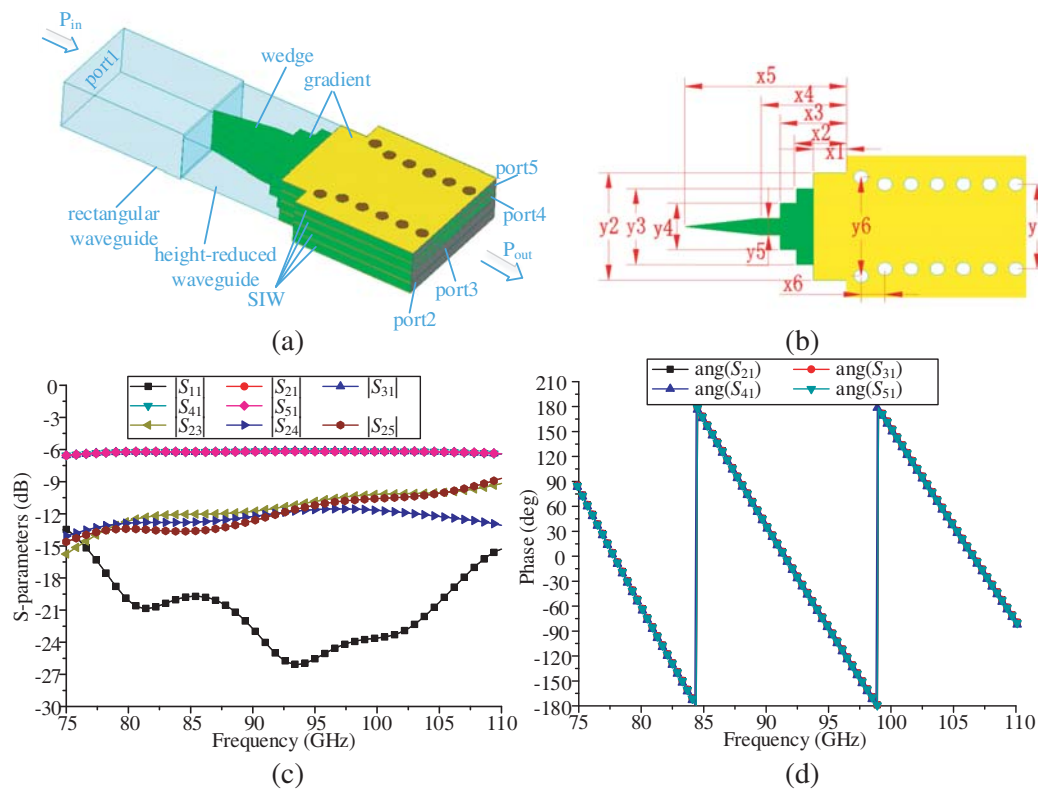 P_in
port1
wedge
gradient
port5
port4
rectangular
waveguide
height-reduced
waveguide
SIW
P_out
port3
port2
(a)
x5
x4
x3
x2
x1
y2
y3
y4
y5
y6
x6
(b)
|S11| |S21| |S31|
|S41| |S51|
|S23| |S24| |S25|
0
-3
-6
-9
-12
-15
-18
-21
-24
-27
-30
S-parameters (dB)
75 80 85 90 95 100 105 110
Frequency (GHz)
(c)
ang(S21) ang(S31)
ang(S41) ang(S51)
210
180
150
120
90
60
30
0
-30
-60
-90
-120
-150
-180
Phase (deg)
75 80 85 90 95 100 105 110
Frequency (GHz)
(d)